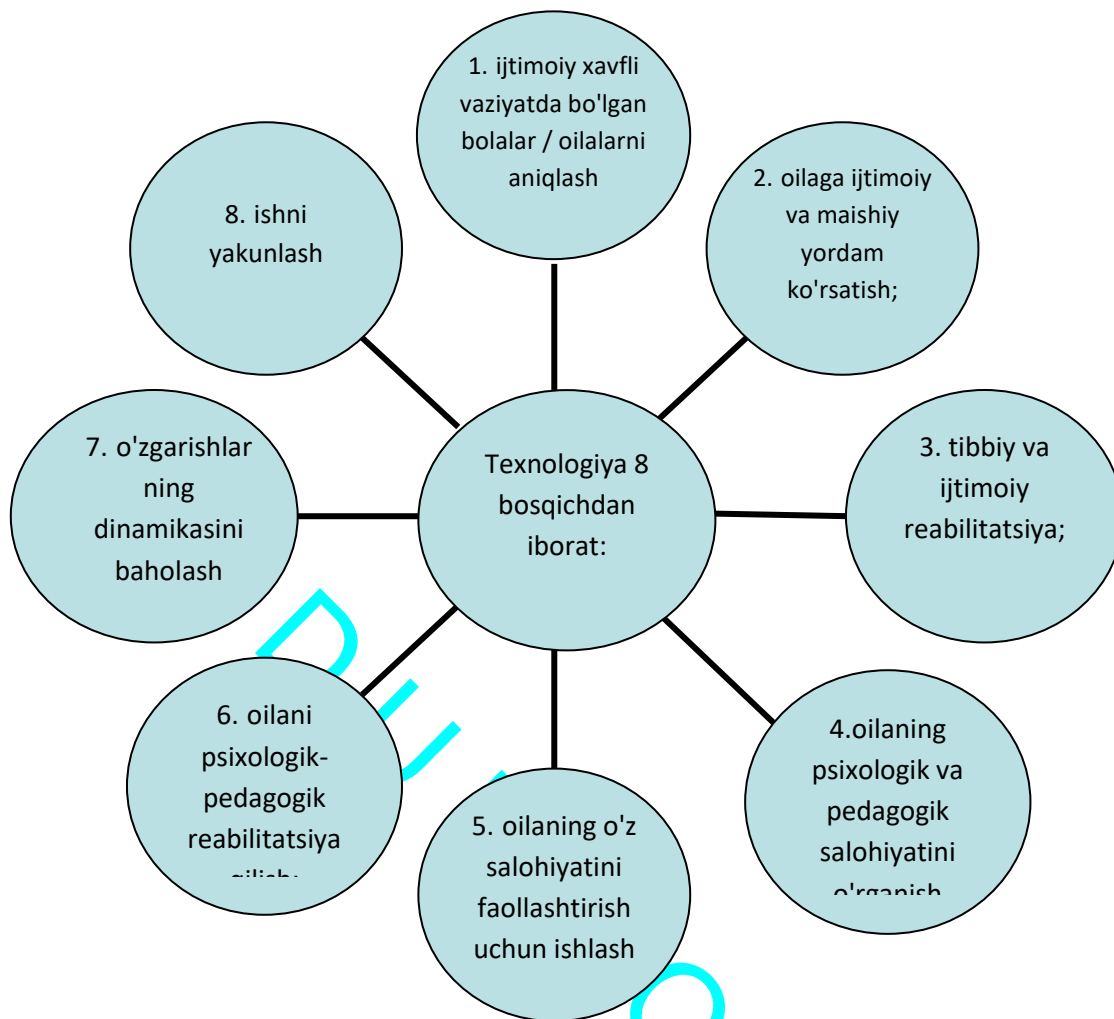 1. ijtimoiy xavfli
vaziyatda bo'lgan
bolalar / oilalarni
aniqlash
2. oilaga ijtimoiy
va maishiy
yordam
ko'rsatish;
3. tibbiy va
ijtimoiy
reabilitatsiya;
4.oilaning
psixologik va
pedagogik
salohiyatini
o'rganish
5. oilaning o'z
salohiyatini
faollashtirish
uchun ishlash
6. oilani
psixologik-
pedagogik
reabilitatsiya
7. o'zgarishlar
ning
dinamikasini
baholash
8. ishni
yakunlash
Texnologiya 8
bosqichdan
iborat: